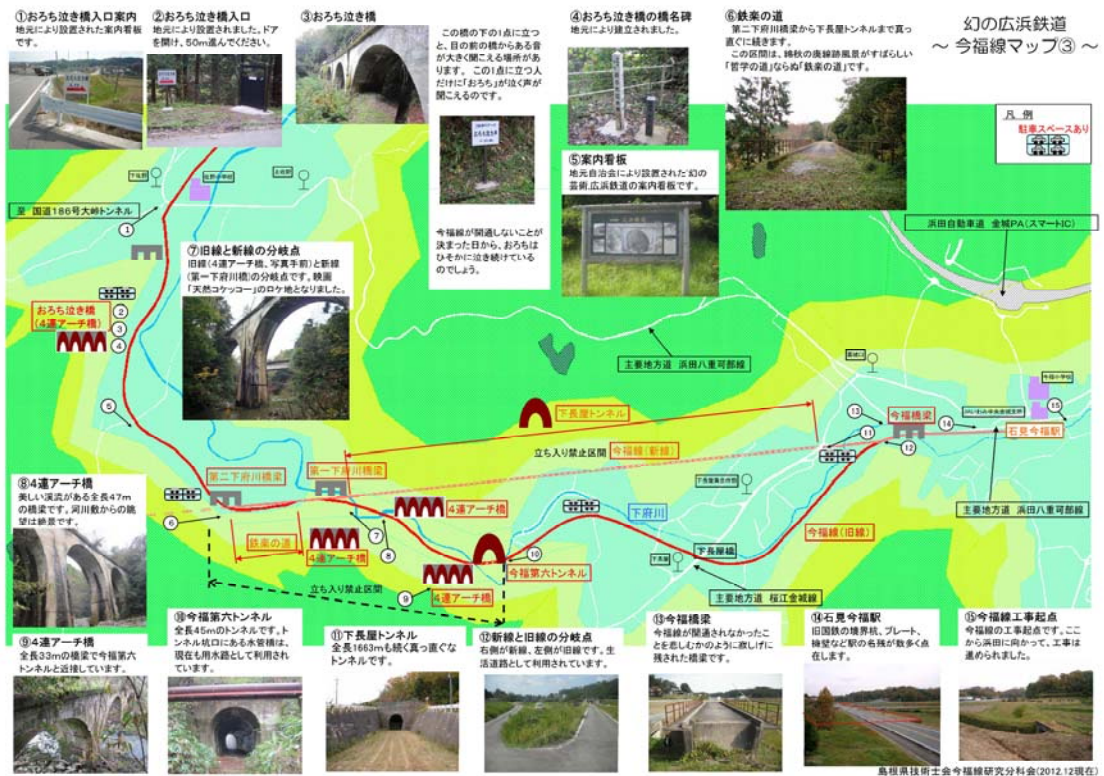 幻の広浜鉄道
～ 今福線マップ③ ～
①おろち泣き橋入口案内
地元により設置された案内看板
です。
②おろち泣き橋入口
地元により設置されました。ドア
を開け、50m進んでください。
③おろち泣き橋
この橋の下の1点に立つ
と、目の前の橋からある音
が大きく聞こえる場所が
あります。 この1点に立つ人
だけに「おろち」が泣く声が
聞こえるのです。
今福線が開通しないことが
決まった日から、おろちは
ひそかに泣き続けている
のでしょう。
④おろち泣き橋の橋名碑
地元により建立されました。
⑤案内看板
地元自治会により設置された'幻の
芸術,広浜鉄道の案内看板です。
⑥鉄楽の道
第二下府川橋梁から下長屋トンネルまで真っ
直ぐに続きます。
この区間は、晩秋の廃線跡風景がすばらしい
「哲学の道」ならぬ「鉄楽の道」です。
凡 例
駐車スペースあり
下佐野
至 国道186号大峠トンネル
①
おろち泣き橋
(4連アーチ橋)
②
③
④
⑤
⑦旧線と新線の分岐点
旧線(4連アーチ橋、写真手前)と新線
(第一下府川橋)の分岐点です。映画
「天然コケッコー」のロケ地となりました。
浜田自動車道 金城PA(スマートIC)
主要地方道 浜田八重可部線
下長屋トンネル
立ち入り禁止区間
今福線(新線)
⑬
⑪
今福橋梁
⑫
⑭
⑮
石見今福駅
主要地方道 浜田八重可部線
第二下府川橋梁
第一下府川橋梁
⑥
鉄楽の道
4連アーチ橋
⑦
⑧
4連アーチ橋
⑨
4連アーチ橋
⑩
今福第六トンネル
立ち入り禁止区間
下府川
下長屋
下長屋橋
今福線(旧線)
主要地方道 桜江金城線
⑧4連アーチ橋
美しい渓流がある全長47m
の橋梁です。河川敷からの眺
望は絶景です。
⑨4連アーチ橋
全長33mの橋梁で今福第六
トンネルと近接しています。
⑩今福第六トンネル
全長45mのトンネルです。ト
ンネル坑口にある水管橋は、
現在も用水路として利用され
ています。
⑪下長屋トンネル
全長1663mも続く真っ直ぐな
トンネルです。
⑫新線と旧線の分岐点
右側が新線、左側が旧線です。生
活道路として利用されています。
⑬今福橋梁
今福線が開通されなかったこ
とを悲しむかのように寂しげに
残された橋梁です。
⑭石見今福駅
旧国鉄の境界杭、プレート、
擁壁など駅の名残が数多く点
在します。
⑮今福線工事起点
今福線の工事起点です。ここ
から浜田に向かって、工事は
進められました。
島根県技術士会今福線研究分科会(2012.12現在)